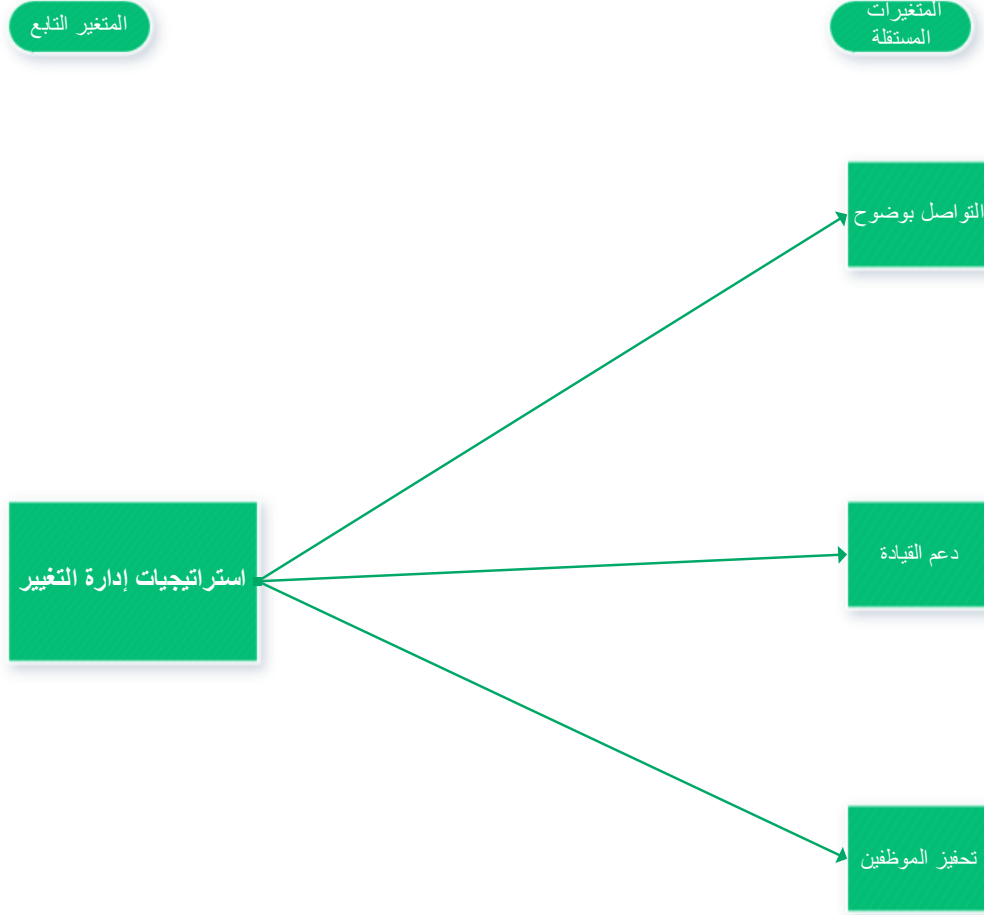 المتغيرات
المستقلة
المتغير التابع
التواصل بوضوح
دعم القيادة
استراتيجيات إدارة التغيير
تحفيز الموظفين